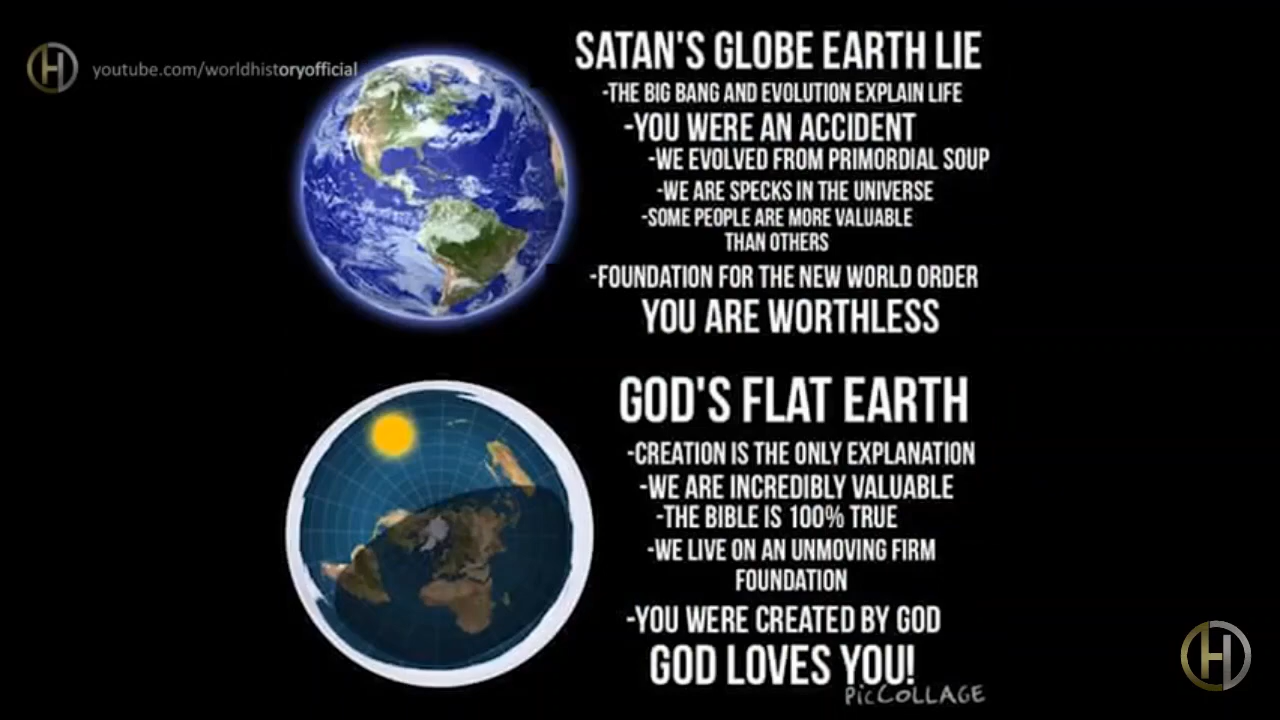 youtube.com/worldhistoryofficial
SATAN'S GLOBE EARTH LIE
-THE BIG BANG AND EVOLUTION EXPLAIN LIFE
-YOU WERE AN ACCIDENT
-WE EVOLVED FROM PRIMORDIAL SOUP
-WE ARE SPECKS IN THE UNIVERSE
-SOME PEOPLE ARE MORE VALUABLE
THAN OTHERS
-FOUNDATION FOR THE NEW WORLD ORDER
YOU ARE WORTHLESS
GOD'S FLAT EARTH
-CREATION IS THE ONLY EXPLANATION
-WE ARE INCREDIBLY VALUABLE
-THE BIBLE IS 100% TRUE
-WE LIVE ON AN UNMOVING FIRM
FOUNDATION
-YOU WERE CREATED BY GOD
GOD LOVES YOU!
PicCOLLAGE